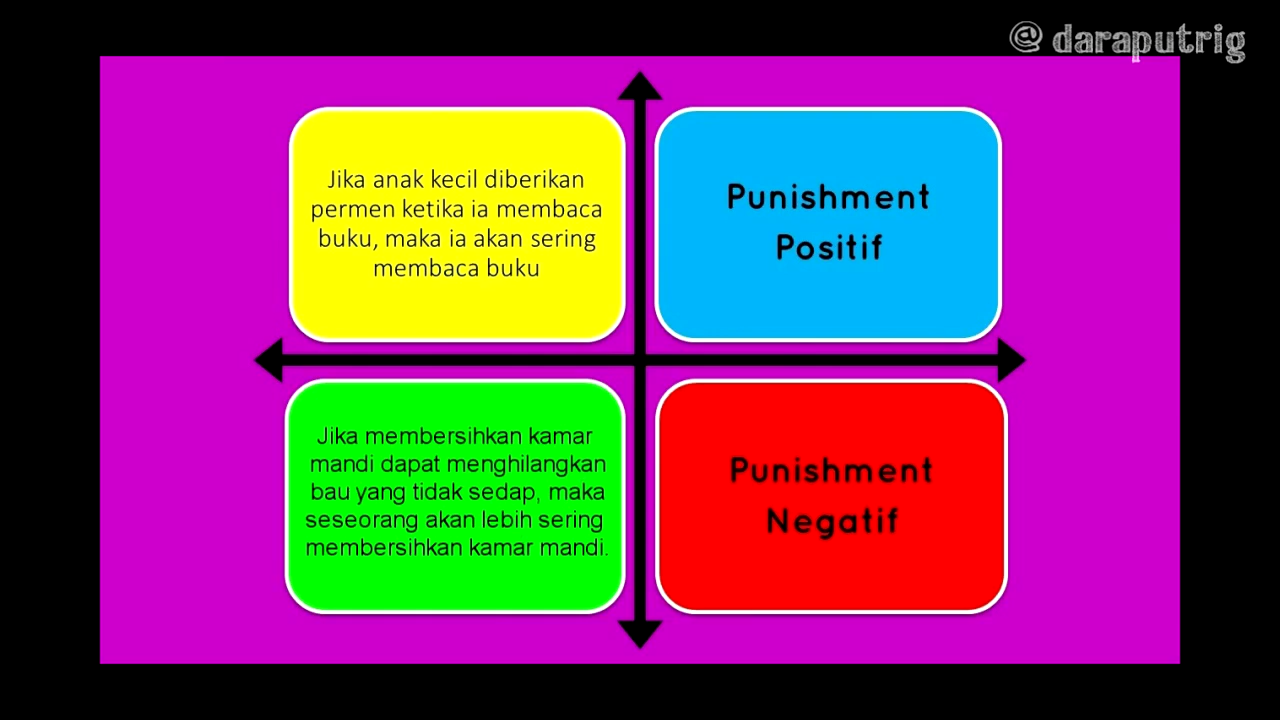 @ daraputrig
Jika anak kecil diberikan
permen ketika ia membaca
buku, maka ia akan sering
membaca buku
Punishment
Positif
Jika membersihkan kamar
mandi dapat menghilangkan
bau yang tidak sedap, maka
seseorang akan lebih sering
membersihkan kamar mandi.
Punishment
Negatif